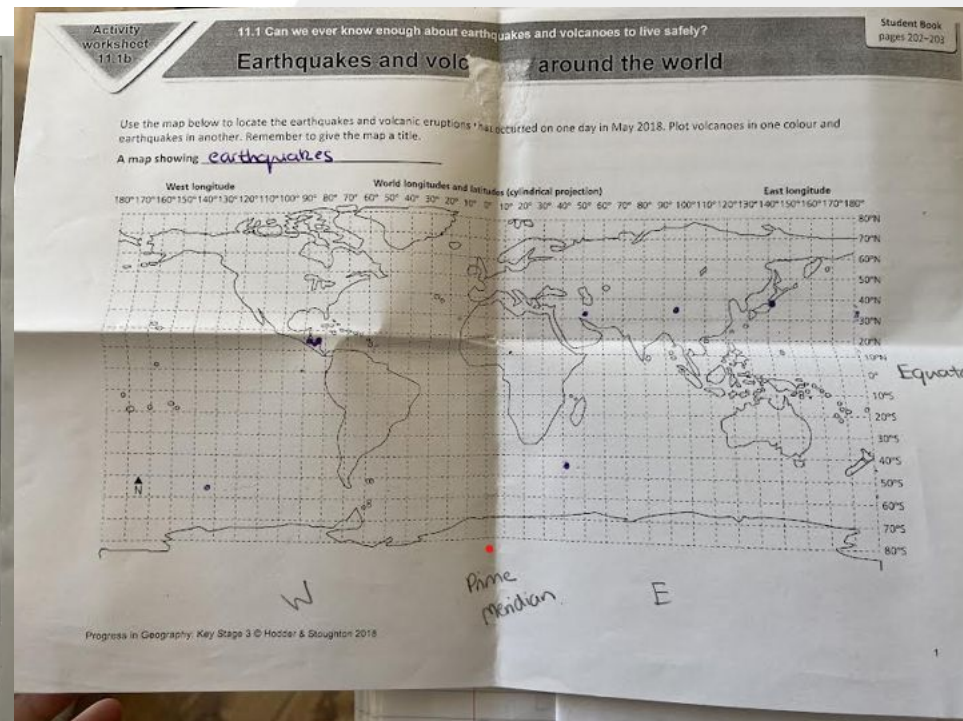 Activity
worksheet
11.1b
11.1 Can we ever know enough about earthquakes and volcanoes to live safely?
Student Book
pages 202–203
Earthquakes and volc around the world
Use the map below to locate the earthquakes and volcanic eruptions that occurred on one day in May 2018. Plot volcanoes in one colour and
earthquakes in another. Remember to give the map a title.
A map showing earthquakes
West longitude
World longitudes and latitudes (cylindrical projection)
East longitude
180° 170° 160° 150° 140° 130° 120° 110° 100° 90° 80° 70° 60° 50° 40° 30° 20° 10° 0° 10° 20° 30° 40° 50° 60° 70° 80° 90° 100° 110° 120° 130° 140° 150° 160° 170° 180°
80°N
70°N
60°N
50°N
40°N
30°N
20°N
10°N
0° Equato
10°S
20°S
30°S
40°S
50°S
60°S
70°S
80°S
N
W
Prime
Meridian.
E
Progress in Geography: Key Stage 3 © Hodder & Stoughton 2018
1